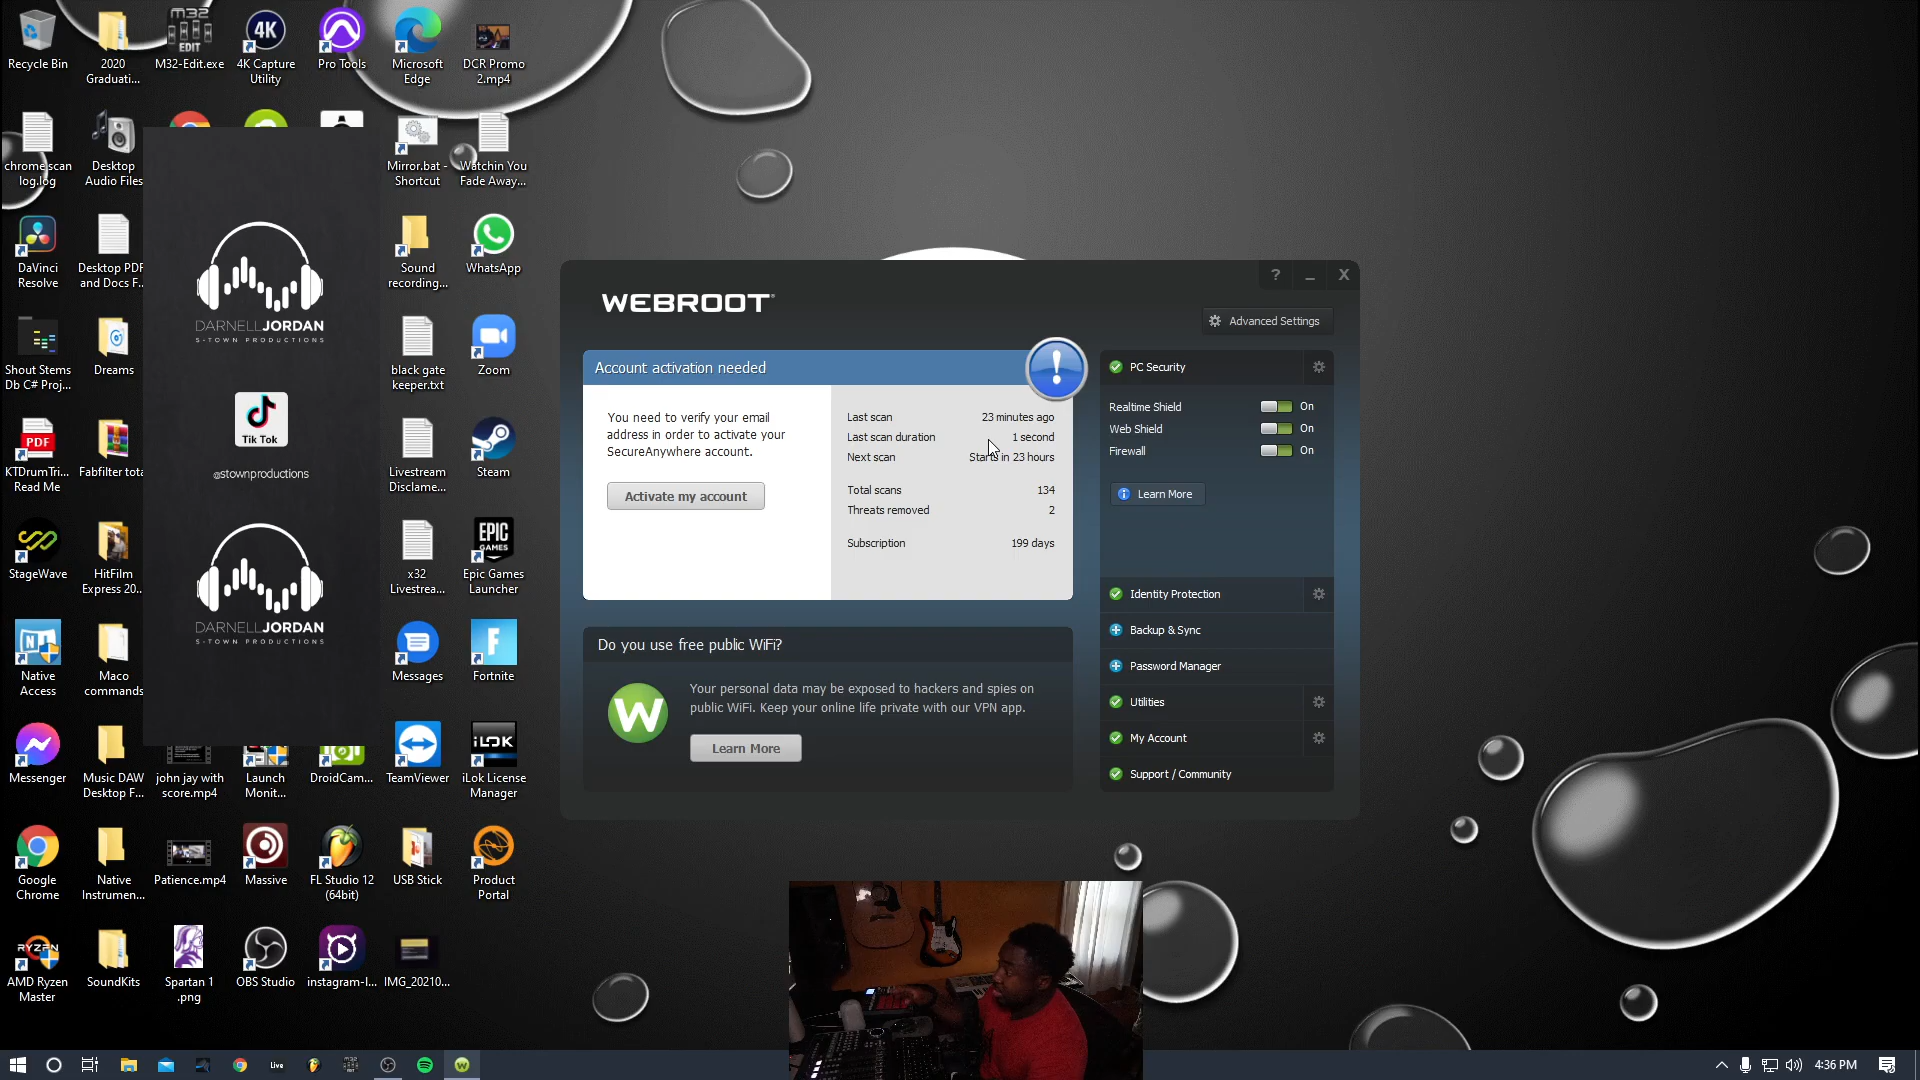 Recycle Bin
2020
Graduati...
M32-Edit.exe
4K Capture
Utility
Pro Tools
Microsoft
Edge
DCR Promo
2.mp4
chrome scan
log.log
Desktop
Audio Files
Mirror.bat -
Shortcut
Watchin You
Fade Away...
DaVinci
Resolve
Desktop PDF
and Docs F...
Sound
recording...
WhatsApp
Shout Stems
Db C# Proj...
Dreams
black gate
keeper.txt
Zoom
PDF
KTDrumTri...
Read Me
Fabfilter tota
Livestream
Disclame...
Steam
StageWave
HitFilm
Express 20...
x32
Livestrea...
EPIC
GAMES
Epic Games
Launcher
Native
Access
Maco
commands
Messages
Fortnite
Messenger
Music DAW
Desktop F...
john jay with
score.mp4
Launch
Monit...
DroidCam...
TeamViewer
iLOK
iLok License
Manager
Google
Chrome
Native
Instrumen...
Patience.mp4
Massive
FL Studio 12
(64bit)
USB Stick
Product
Portal
RYZEN
AMD Ryzen
Master
SoundKits
Spartan 1
.png
OBS Studio
instagram-l...
IMG_20210...
DARNELLJORDAN
S-TOWN PRODUCTIONS
Tik Tok
@stownproductions
DARNELLJORDAN
S-TOWN PRODUCTIONS
WEBROOT
? _ X
Advanced Settings
Account activation needed
You need to verify your email
address in order to activate your
SecureAnywhere account.
Activate my account
Last scan 23 minutes ago
Last scan duration 1 second
Next scan Starts in 23 hours
Total scans 134
Threats removed 2
Subscription 199 days
Do you use free public WiFi?
W
Your personal data may be exposed to hackers and spies on
public WiFi. Keep your online life private with our VPN app.
Learn More
PC Security
Realtime Shield On
Web Shield On
Firewall On
Learn More
Identity Protection
Backup & Sync
Password Manager
Utilities
My Account
Support / Community
Live
4:36 PM